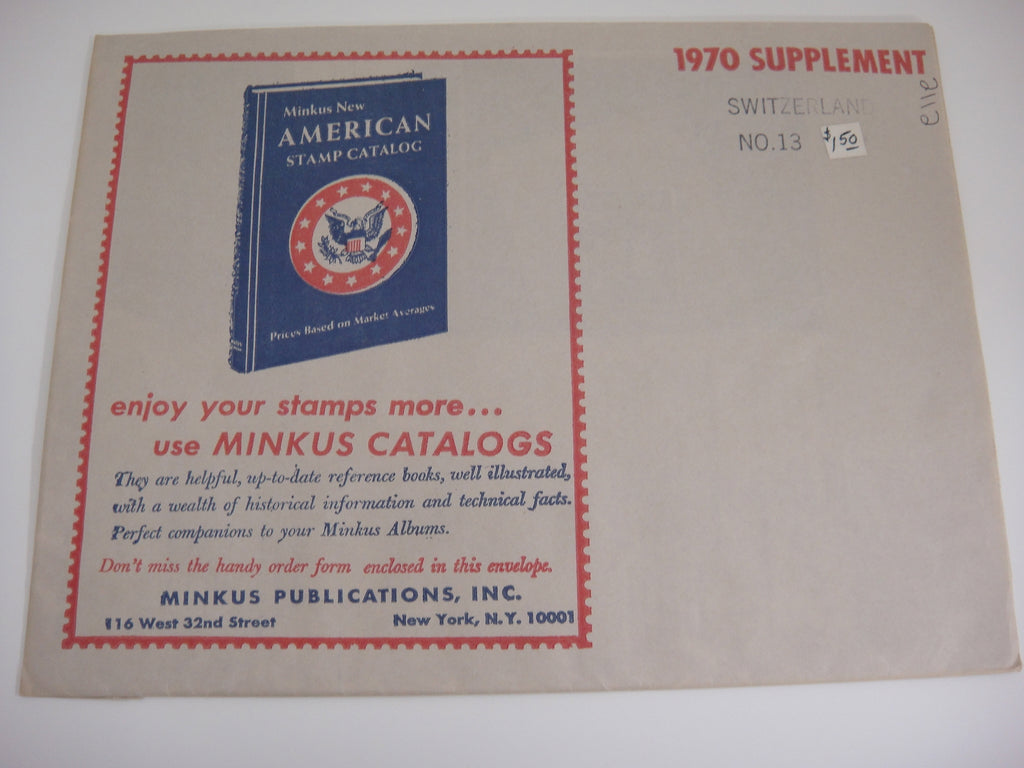 1970 SUPPLEMENT
SWITZERLAND
NO.13 $1.50
Minkus New
AMERICAN
STAMP CATALOG
Prices Based on Market Averages
enjoy your stamps more...
use MINKUS CATALOGS
They are helpful, up-to-date reference books, well illustrated,
with a wealth of historical information and technical facts.
Perfect companions to your Minkus Albums.
Don't miss the handy order form enclosed in this envelope.
MINKUS PUBLICATIONS, INC.
116 West 32nd Street New York, N.Y. 10001